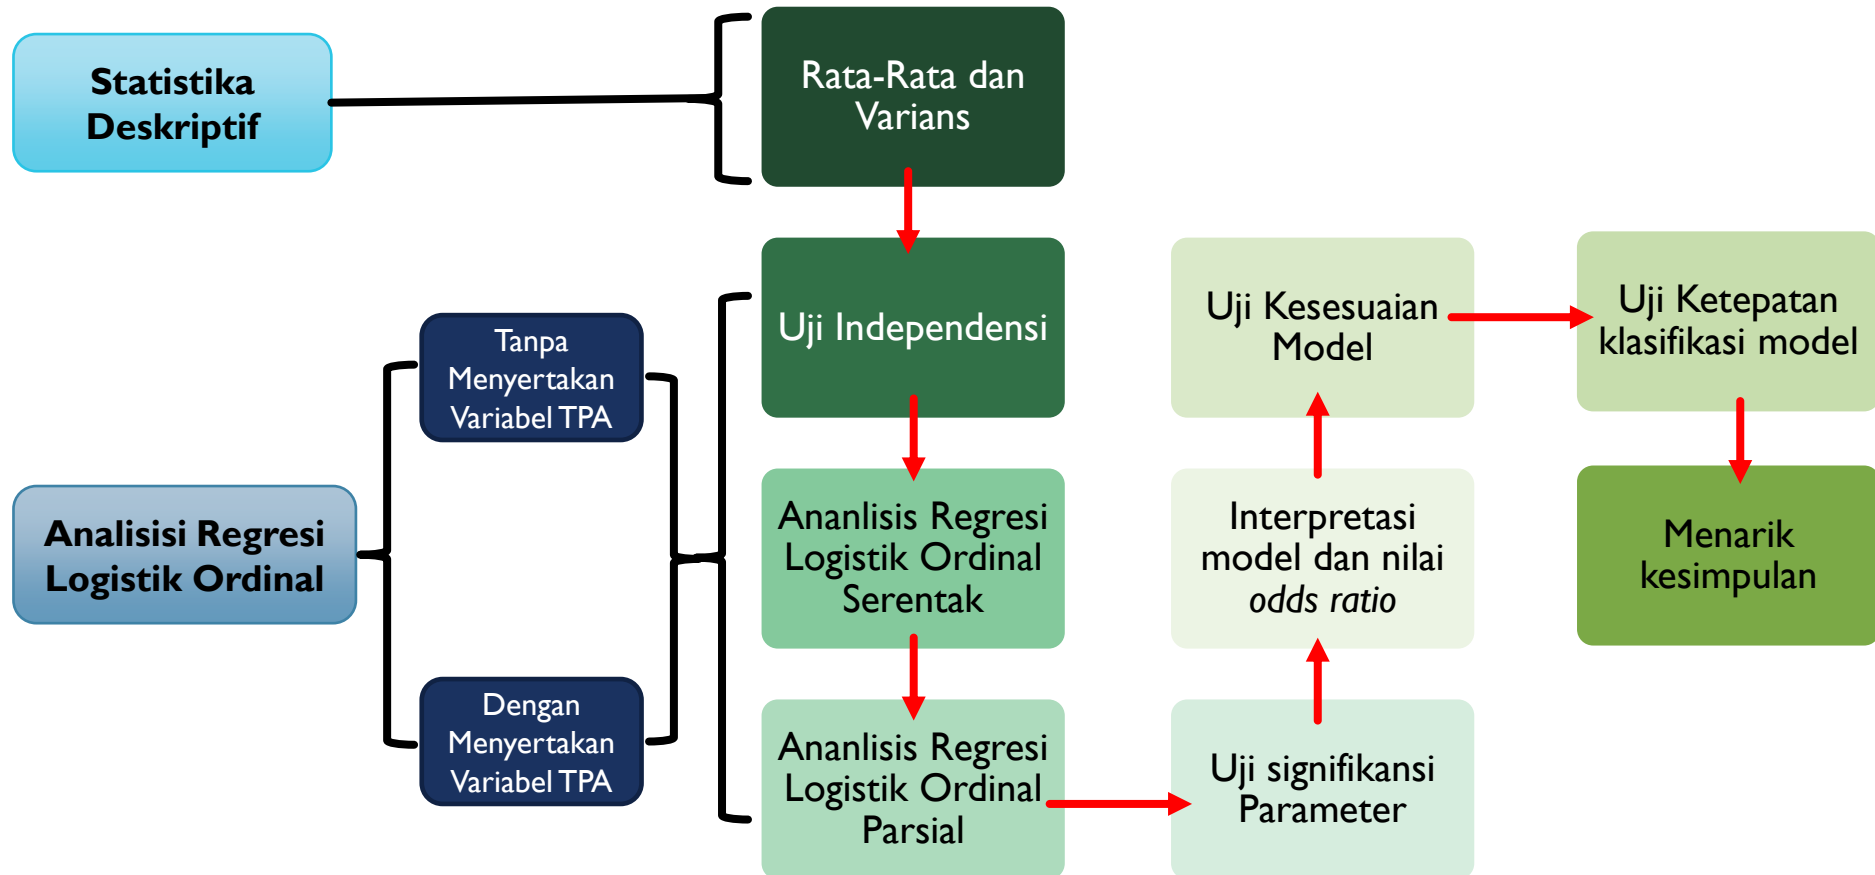 Statistika
Deskriptif
Rata-Rata dan
Varians
Analisisi Regresi
Logistik Ordinal
Tanpa
Menyertakan
Variabel TPA
Dengan
Menyertakan
Variabel TPA
Uji Independensi
Ananlisis Regresi
Logistik Ordinal
Serentak
Ananlisis Regresi
Logistik Ordinal
Parsial
Uji signifikansi
Parameter
Interpretasi
model dan nilai
odds ratio
Uji Kesesuaian
Model
Uji Ketepatan
klasifikasi model
Menarik
kesimpulan